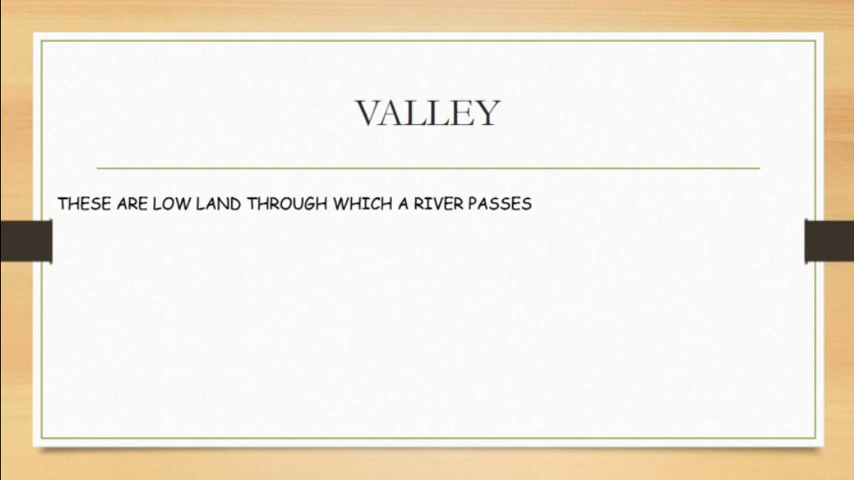 VALLEY
THESE ARE LOW LAND THROUGH WHICH A RIVER PASSES